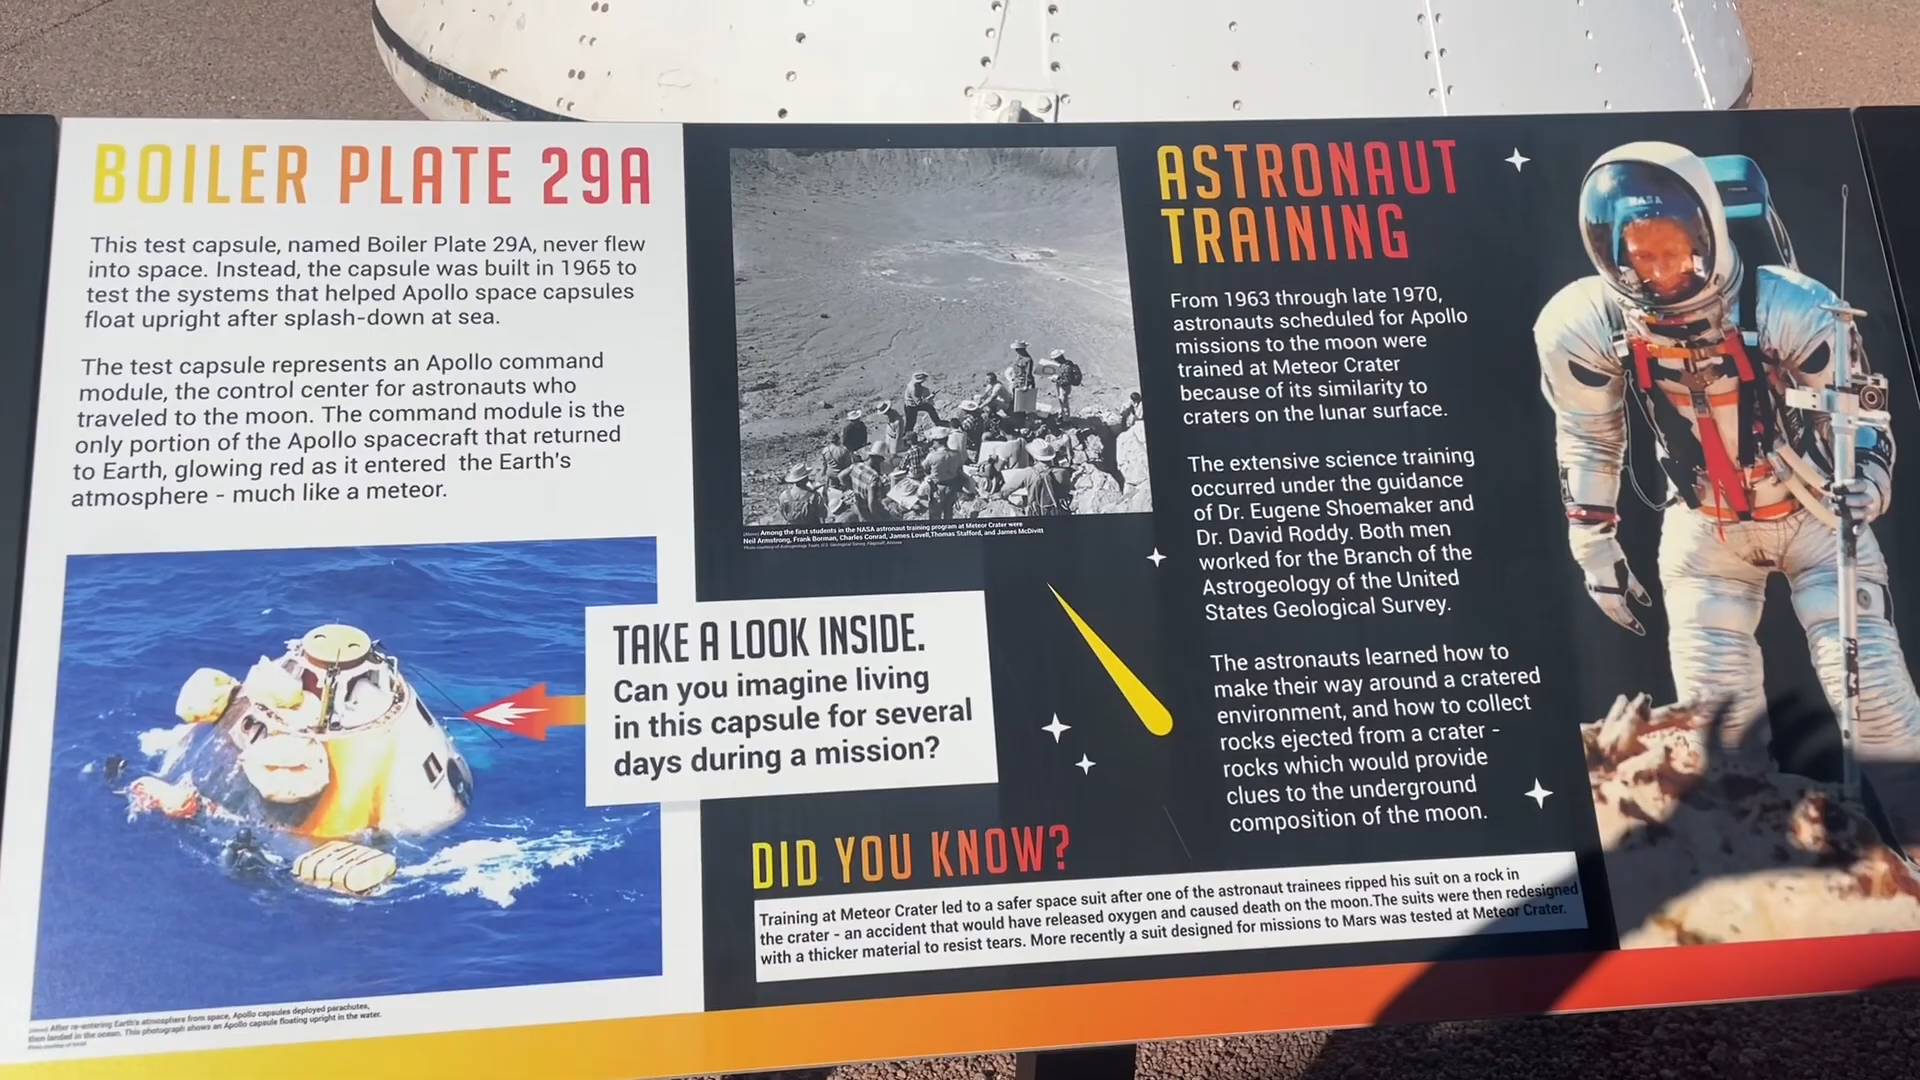 BOILER PLATE 29A
This test capsule, named Boiler Plate 29A, never flew
into space. Instead, the capsule was built in 1965 to
test the systems that helped Apollo space capsules
float upright after splash-down at sea.
The test capsule represents an Apollo command
module, the control center for astronauts who
traveled to the moon. The command module is the
only portion of the Apollo spacecraft that returned
to Earth, glowing red as it entered the Earth's
atmosphere - much like a meteor.
(Above) After re-entering Earth's atmosphere from space, Apollo capsules deployed parachutes,
then landed in the ocean. This photograph shows an Apollo capsule floating upright in the water.
TAKE A LOOK INSIDE.
Can you imagine living
in this capsule for several
days during a mission?
(Above) Among the first students in the NASA astronaut training program at Meteor Crater were
Neil Armstrong, Frank Borman, Charles Conrad, James Lovell,Thomas Stafford, and James McDivitt
ASTRONAUT
TRAINING
From 1963 through late 1970,
astronauts scheduled for Apollo
missions to the moon were
trained at Meteor Crater
because of its similarity to
craters on the lunar surface.
The extensive science training
occurred under the guidance
of Dr. Eugene Shoemaker and
Dr. David Roddy. Both men
worked for the Branch of the
Astrogeology of the United
States Geological Survey.
The astronauts learned how to
make their way around a cratered
environment, and how to collect
rocks ejected from a crater -
rocks which would provide
clues to the underground
composition of the moon.
DID YOU KNOW?
Training at Meteor Crater led to a safer space suit after one of the astronaut trainees ripped his suit on a rock in
the crater - an accident that would have released oxygen and caused death on the moon.The suits were then redesigned
with a thicker material to resist tears. More recently a suit designed for missions to Mars was tested at Meteor Crater.
NASA